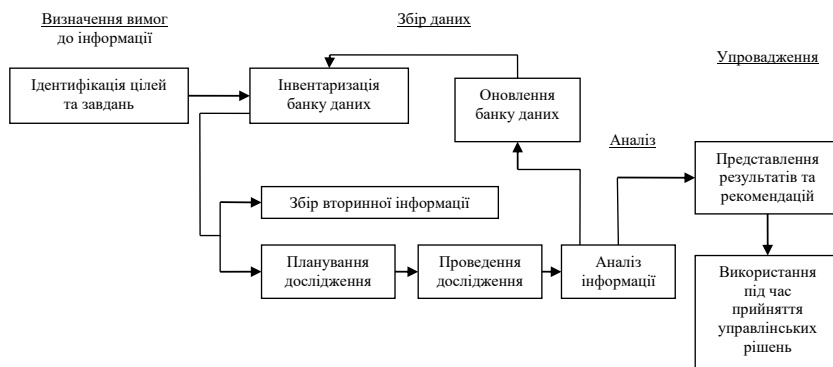 Визначення вимог
до інформації
Збір даних
Упровадження
Ідентифікація цілей
та завдань
Інвентаризація
банку даних
Оновлення
банку даних
Аналіз
Представлення
результатів та
рекомендацій
Збір вторинної інформації
Планування
дослідження
Проведення
дослідження
Аналіз
інформації
Використання
під час
прийняття
управлінських
рішень